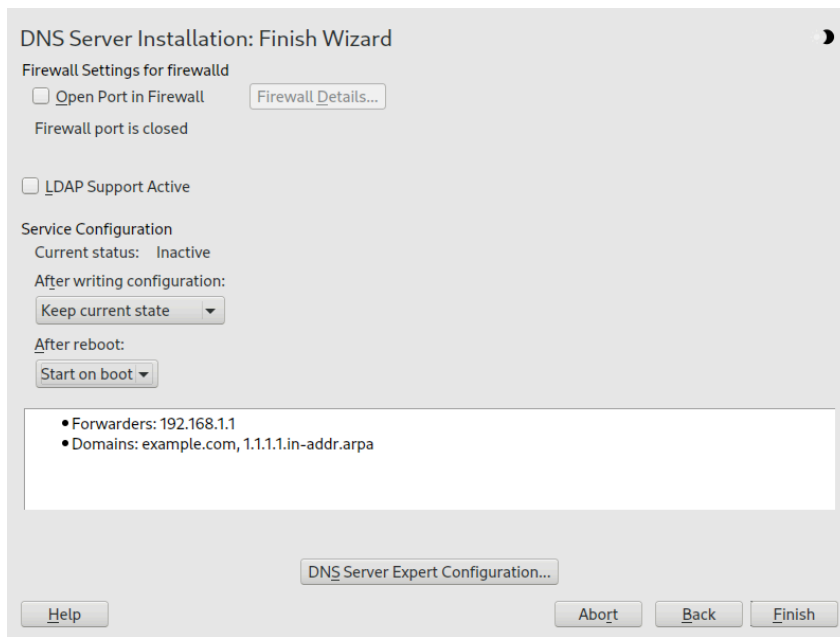 DNS Server Installation: Finish Wizard
Firewall Settings for firewalld
Open Port in Firewall Firewall Details...
Firewall port is closed
LDAP Support Active
Service Configuration
Current status: Inactive
After writing configuration:
Keep current state
After reboot:
Start on boot
• Forwarders: 192.168.1.1
• Domains: example.com, 1.1.1.1.in-addr.arpa
DNS Server Expert Configuration...
Help Abort Back Finish